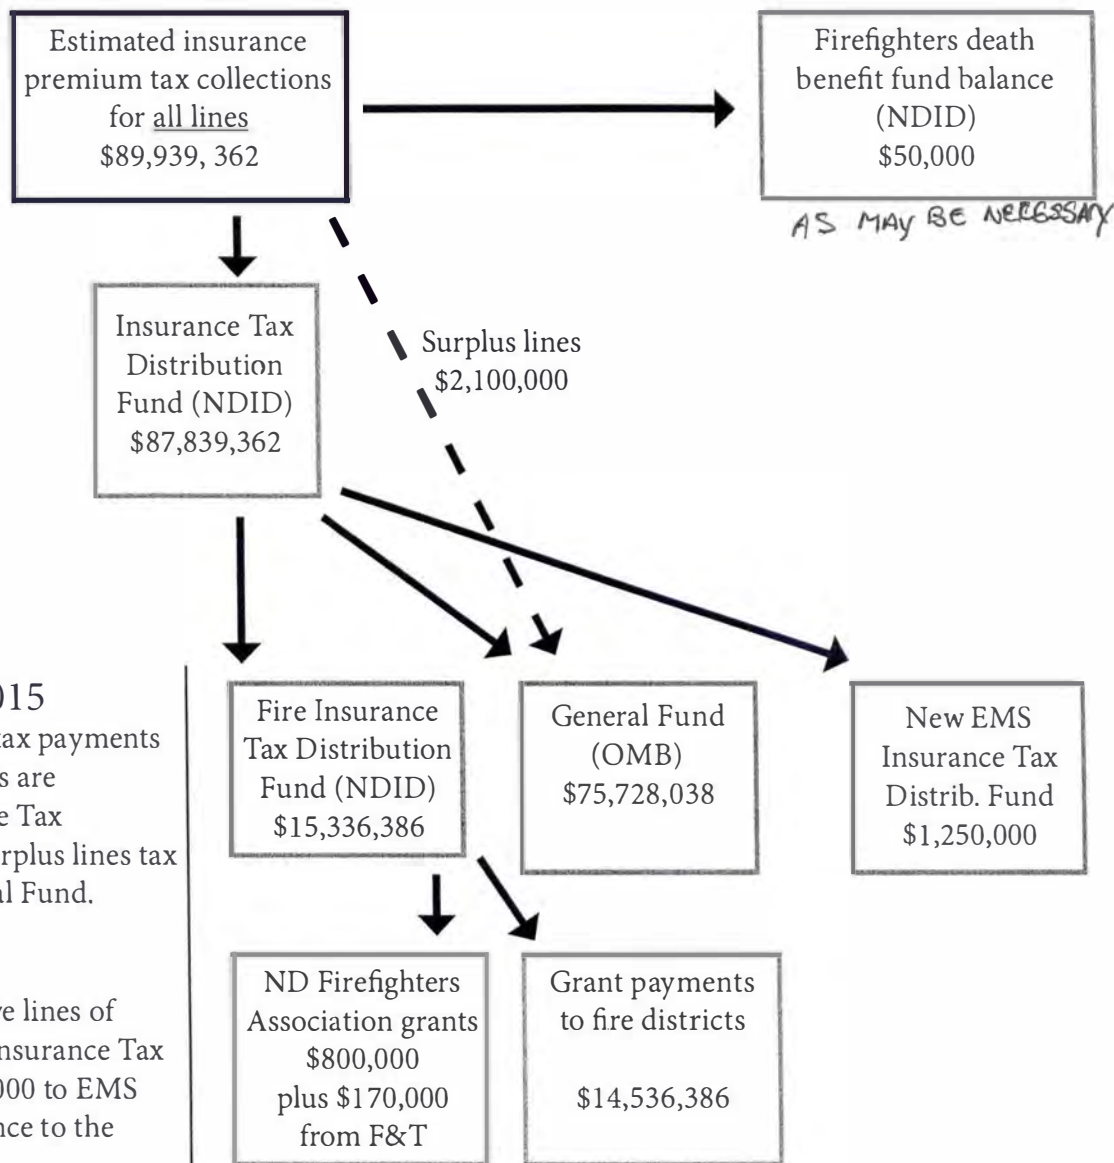 Estimated insurance
premium tax collections
for all lines
$89,939, 362
Firefighters death
benefit fund balance
(NDID)
$50,000
AS MAY BE NECESSARY
Insurance Tax
Distribution
Fund (NDID)
$87,839,362
Surplus lines
$2,100,000
015
tax payments
s are
e Tax
urplus lines tax
al Fund.
ve lines of
nsurance Tax
000 to EMS
nce to the
Fire Insurance
Tax Distribution
Fund (NDID)
$15,336,386
General Fund
(OMB)
$75,728,038
New EMS
Insurance Tax
Distrib. Fund
$1,250,000
ND Firefighters
Association grants
$800,000
plus $170,000
from F&T
Grant payments
to fire districts
$14,536,386